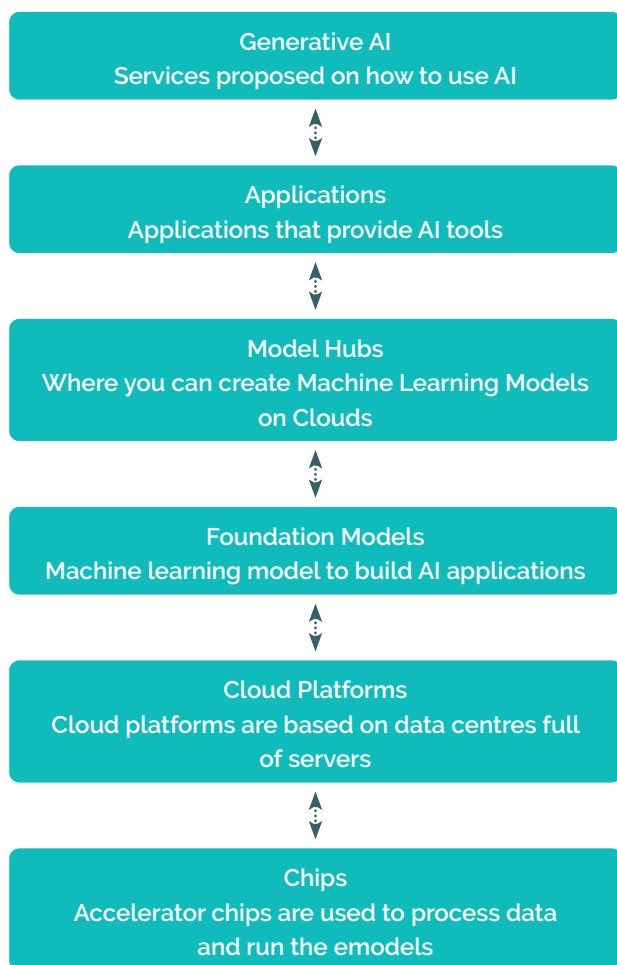 Generative AI
Services proposed on how to use AI
Applications
Applications that provide AI tools
Model Hubs
Where you can create Machine Learning Models
on Clouds
Foundation Models
Machine learning model to build AI applications
Cloud Platforms
Cloud platforms are based on data centres full
of servers
Chips
Accelerator chips are used to process data
and run the emodels